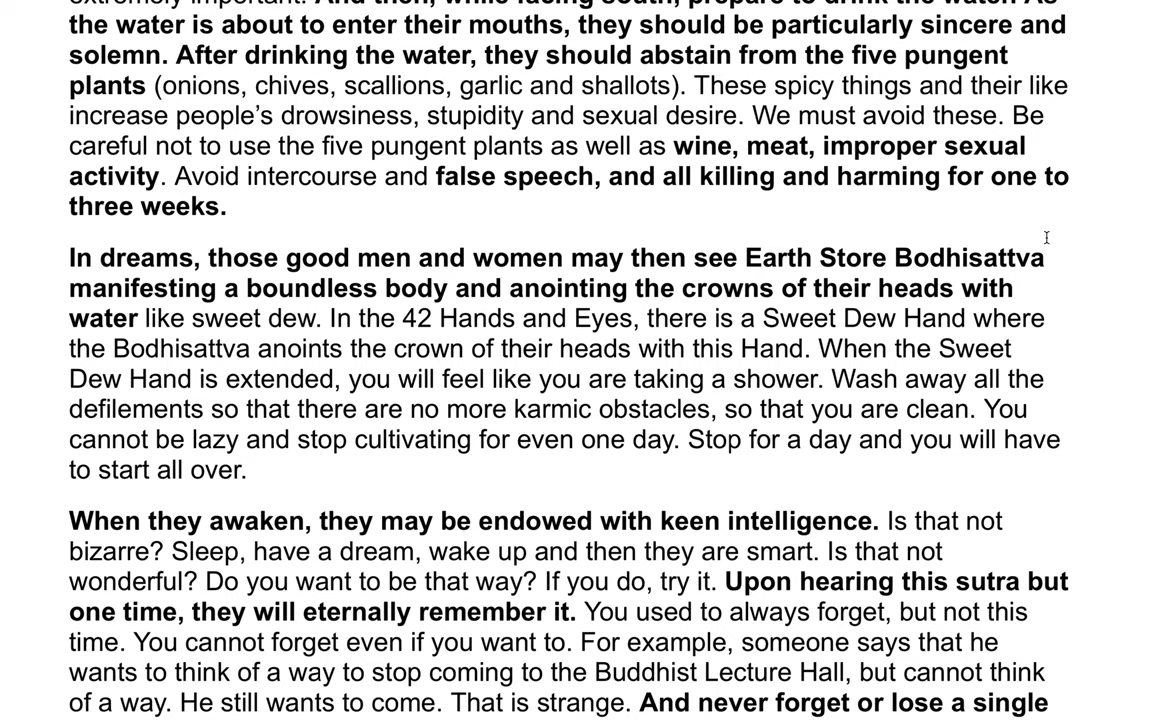 extremely important. And then, while facing south, prepare to drink the water. As
the water is about to enter their mouths, they should be particularly sincere and
solemn. After drinking the water, they should abstain from the five pungent
plants (onions, chives, scallions, garlic and shallots). These spicy things and their like
increase people’s drowsiness, stupidity and sexual desire. We must avoid these. Be
careful not to use the five pungent plants as well as wine, meat, improper sexual
activity. Avoid intercourse and false speech, and all killing and harming for one to
three weeks.
In dreams, those good men and women may then see Earth Store Bodhisattva
manifesting a boundless body and anointing the crowns of their heads with
water like sweet dew. In the 42 Hands and Eyes, there is a Sweet Dew Hand where
the Bodhisattva anoints the crown of their heads with this Hand. When the Sweet
Dew Hand is extended, you will feel like you are taking a shower. Wash away all the
defilements so that there are no more karmic obstacles, so that you are clean. You
cannot be lazy and stop cultivating for even one day. Stop for a day and you will have
to start all over.
When they awaken, they may be endowed with keen intelligence. Is that not
bizarre? Sleep, have a dream, wake up and then they are smart. Is that not
wonderful? Do you want to be that way? If you do, try it. Upon hearing this sutra but
one time, they will eternally remember it. You used to always forget, but not this
time. You cannot forget even if you want to. For example, someone says that he
wants to think of a way to stop coming to the Buddhist Lecture Hall, but cannot think
of a way. He still wants to come. That is strange. And never forget or lose a single